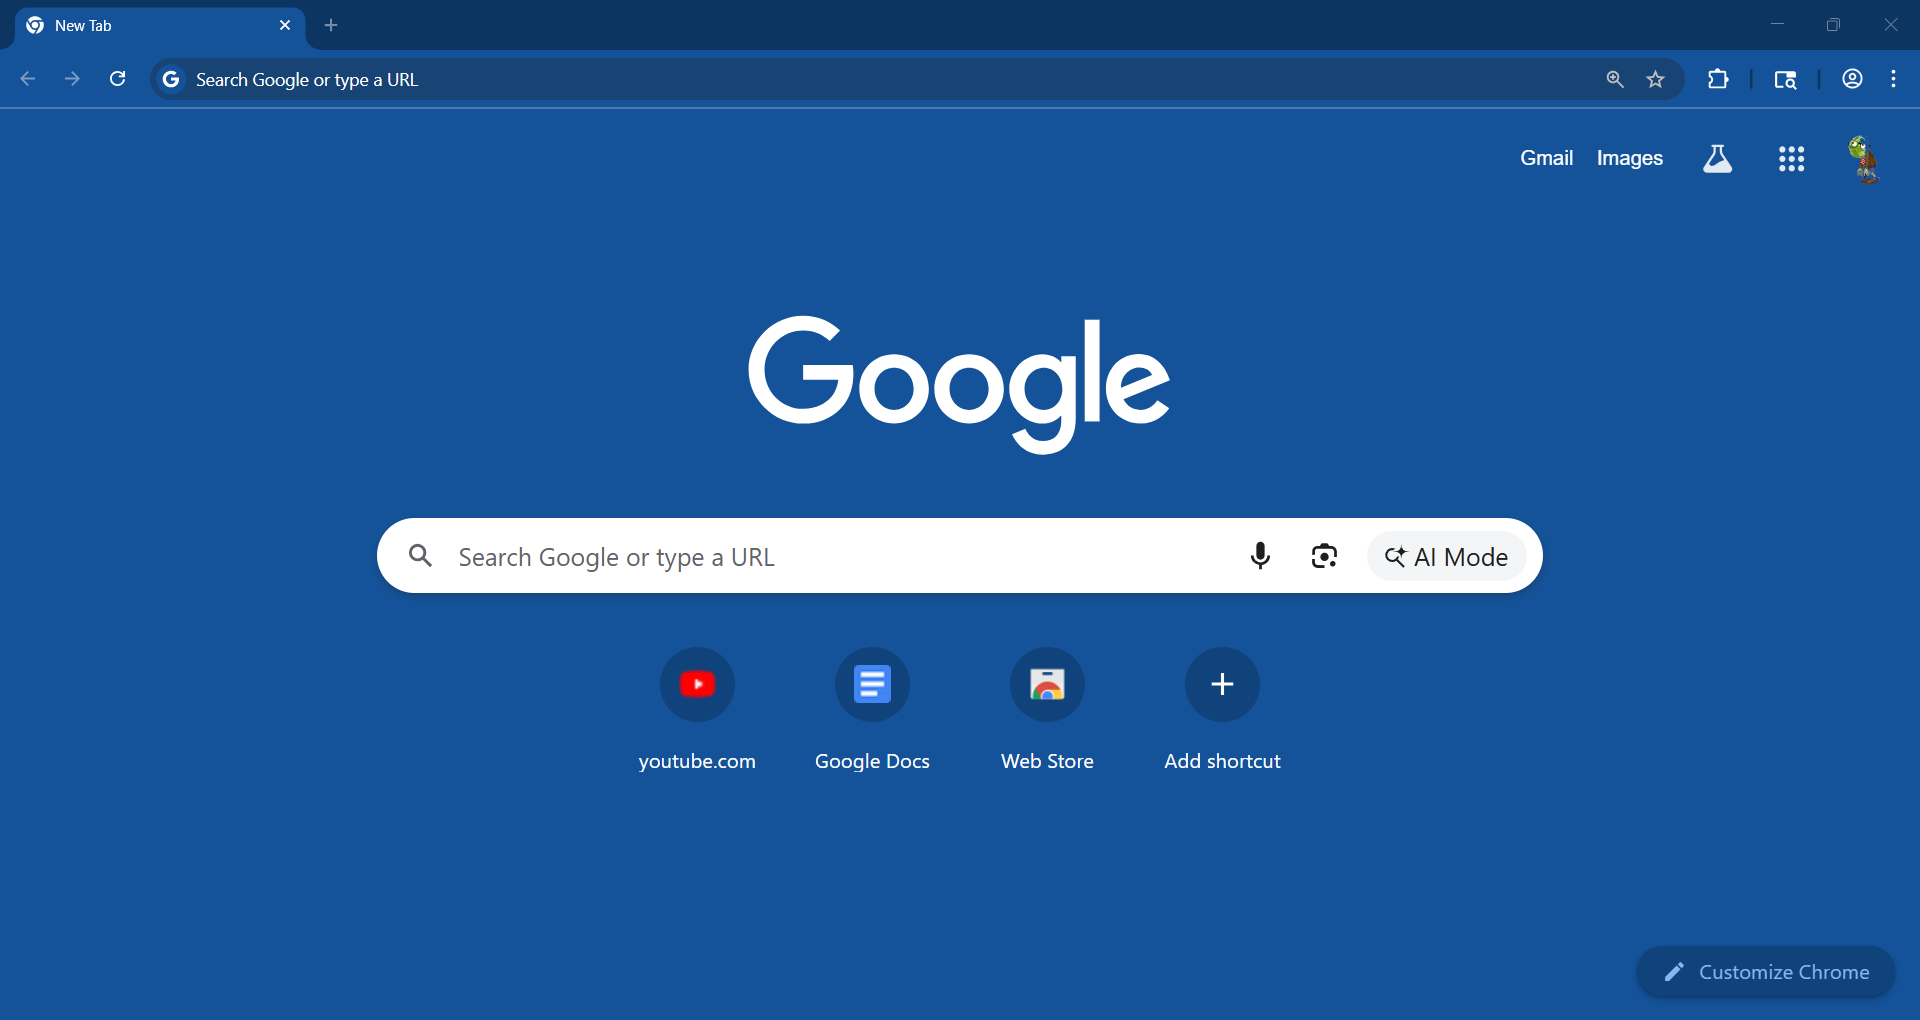 New Tab
Search Google or type a URL
Gmail Images
Google
Search Google or type a URL AI Mode
youtube.com Google Docs Web Store Add shortcut
Customize Chrome